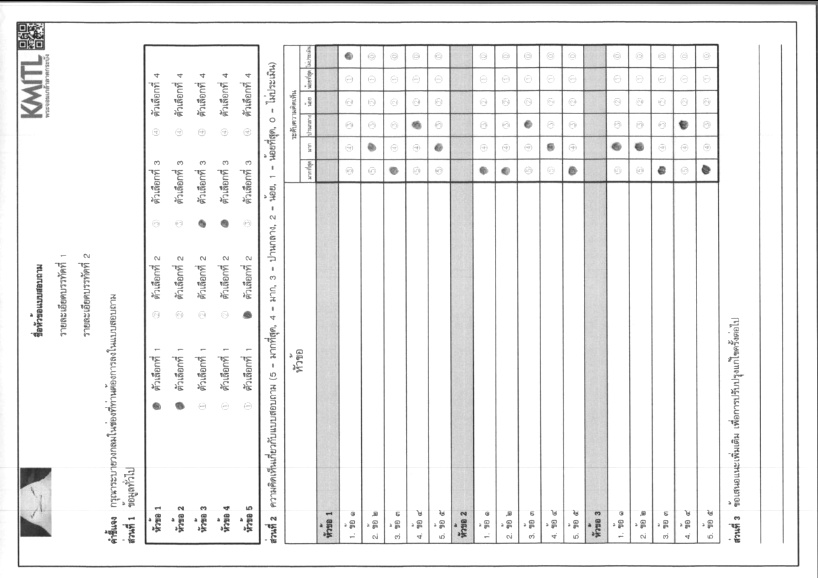 KMITL
พระจอมเกล้าลาดกระบัง
ชื่อหัวข้อแบบสอบถาม
รายละเอียดบรรทัดที่ 1
รายละเอียดบรรทัดที่ 2
คำชี้แจง กรุณาระบายวงกลมในช่องที่ท่านต้องการลงในแบบสอบถาม
ส่วนที่ 1 ข้อมูลทั่วไป
หัวข้อ 1 ตัวเลือกที่ 1 ② ตัวเลือกที่ 2 ③ ตัวเลือกที่ 3 ④ ตัวเลือกที่ 4
หัวข้อ 2 ตัวเลือกที่ 1 ② ตัวเลือกที่ 2 ③ ตัวเลือกที่ 3 ④ ตัวเลือกที่ 4
หัวข้อ 3 ① ตัวเลือกที่ 1 ② ตัวเลือกที่ 2 ตัวเลือกที่ 3 ④ ตัวเลือกที่ 4
หัวข้อ 4 ① ตัวเลือกที่ 1 ② ตัวเลือกที่ 2 ตัวเลือกที่ 3 ④ ตัวเลือกที่ 4
หัวข้อ 5 ① ตัวเลือกที่ 1 ตัวเลือกที่ 2 ③ ตัวเลือกที่ 3 ④ ตัวเลือกที่ 4
ส่วนที่ 2 ความคิดเห็นเกี่ยวกับแบบสอบถาม (5 - มากที่สุด, 4 - มาก, 3 - ปานกลาง, 2 - น้อย, 1 - น้อยที่สุด, 0 - ไม่ประเมิน)
หัวข้อ ระดับความคิดเห็น
มากที่สุด มาก ปานกลาง น้อย น้อยที่สุด ไม่ประเมิน
หัวข้อ 1
1. ข้อ ๑ ⑤ ④ ③ ② ①
2. ข้อ ๒ ⑤ ③ ② ① ⓪
3. ข้อ ๓ ④ ③ ② ① ⓪
4. ข้อ ๔ ⑤ ④ ② ① ⓪
5. ข้อ ๕ ⑤ ③ ② ① ⓪
หัวข้อ 2
1. ข้อ ๑ ④ ③ ② ① ⓪
2. ข้อ ๒ ④ ③ ② ① ⓪
3. ข้อ ๓ ⑤ ④ ② ① ⓪
4. ข้อ ๔ ⑤ ③ ② ① ⓪
5. ข้อ ๕ ④ ③ ② ① ⓪
หัวข้อ 3
1. ข้อ ๑ ⑤ ③ ② ① ⓪
2. ข้อ ๒ ⑤ ③ ② ① ⓪
3. ข้อ ๓ ④ ③ ② ① ⓪
4. ข้อ ๔ ⑤ ④ ② ① ⓪
5. ข้อ ๕ ④ ③ ② ① ⓪
ส่วนที่ 3 ข้อเสนอแนะเพิ่มเติม เพื่อการปรับปรุงแก้ไขครั้งต่อไป